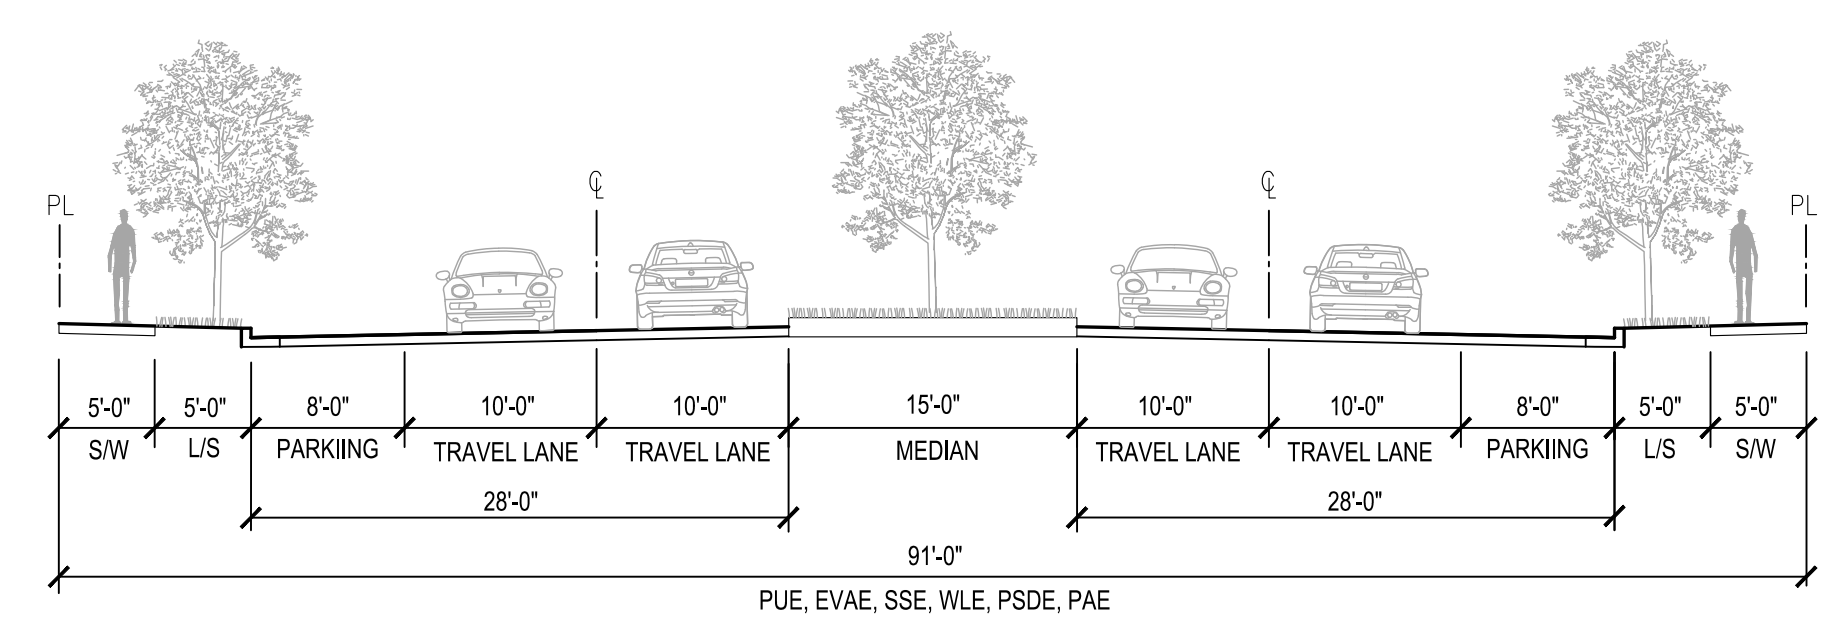 PL ℄ ℄ PL
5'-0" 5'-0" 8'-0" 10'-0" 10'-0" 15'-0" 10'-0" 10'-0" 8'-0" 5'-0" 5'-0"
S/W L/S PARKIING TRAVEL LANE TRAVEL LANE MEDIAN TRAVEL LANE TRAVEL LANE PARKIING L/S S/W
28'-0" 28'-0"
91'-0"
PUE, EVAE, SSE, WLE, PSDE, PAE